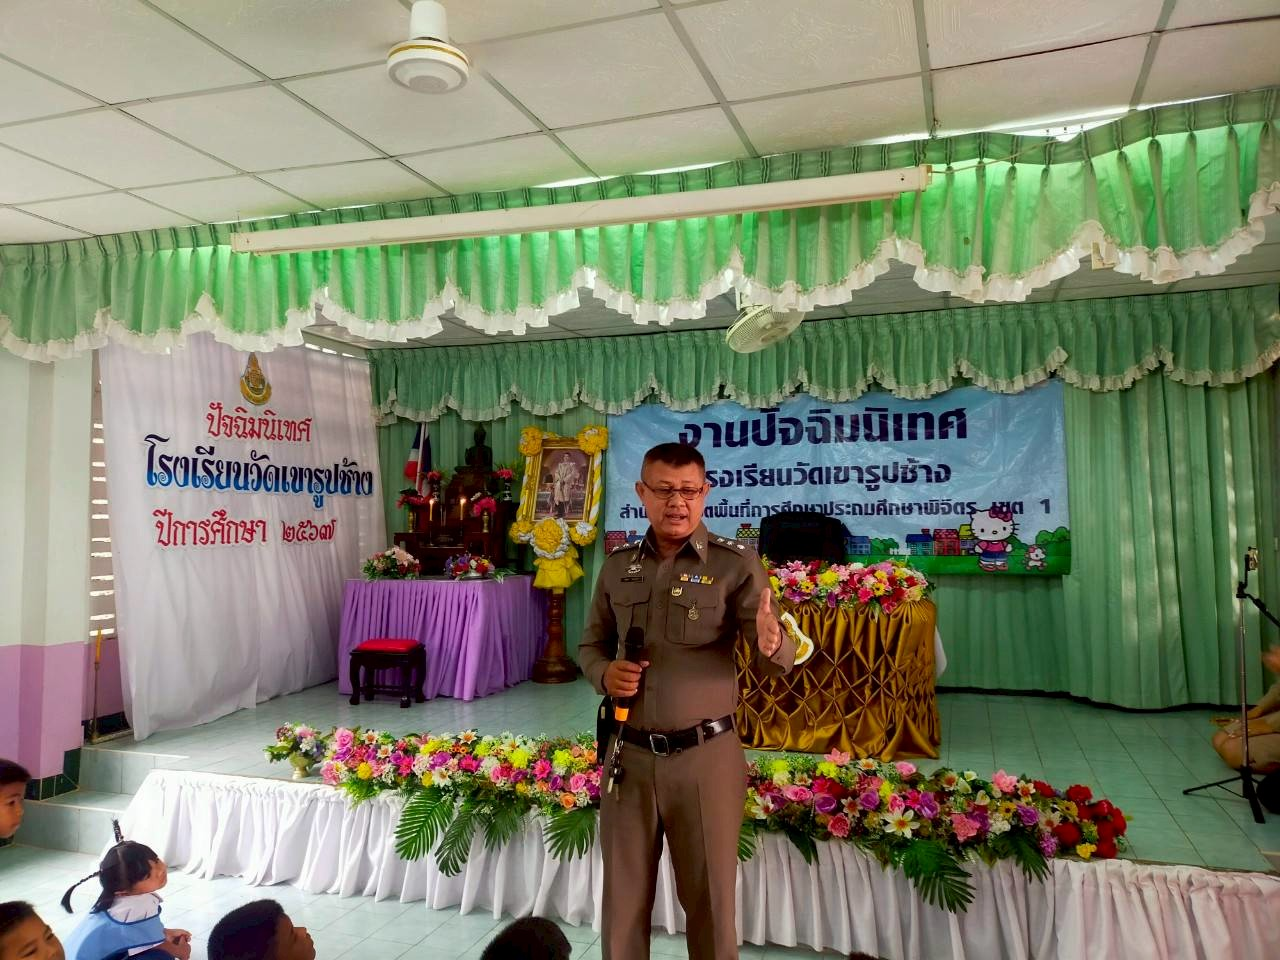 ปัจฉิมนิเทศ
โรงเรียนวัดเขารูปช้าง
ปีการศึกษา ๒๕๖๗
งานปัจฉิมนิเทศ
รงเรียนวัดเขารูปช้าง
สำน ตพื้นที่การศึกษาประถมศึกษาพิจิตร เขต 1